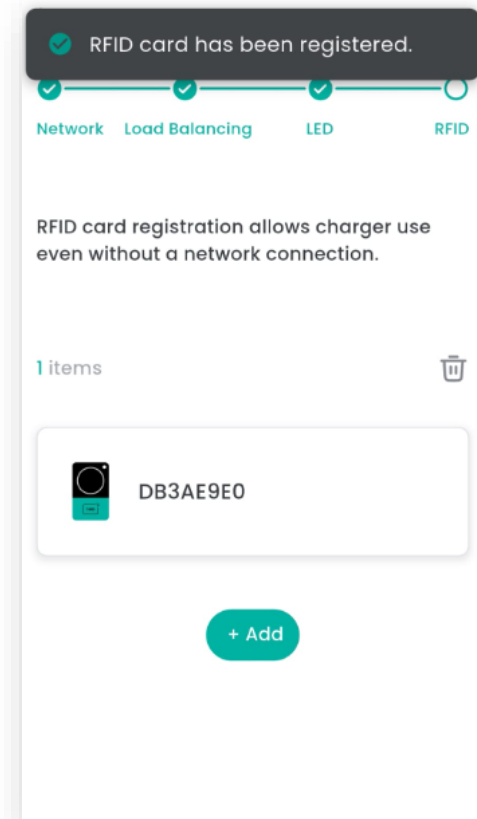 RFID card has been registered.
Network Load Balancing LED RFID
RFID card registration allows charger use
even without a network connection.
1 items
DB3AE9E0
+ Add